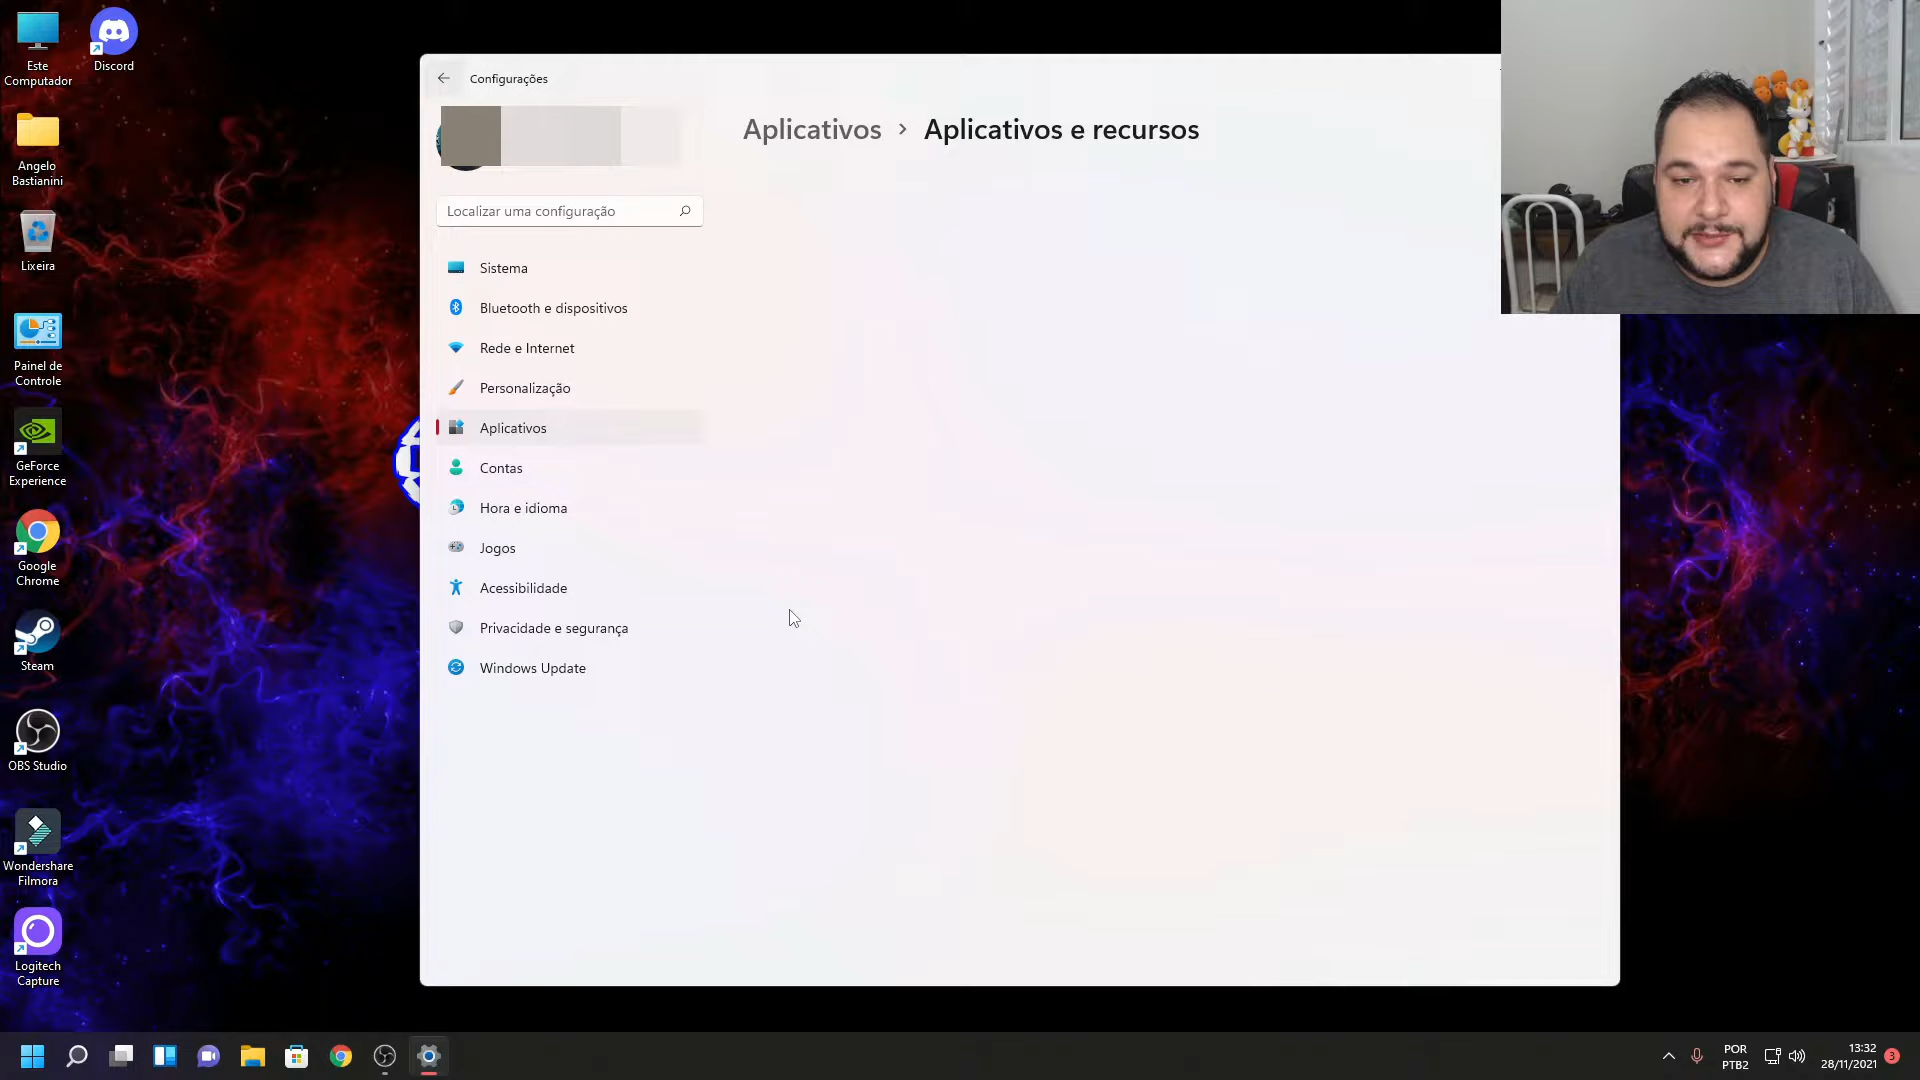 Este
Computador
Discord
Angelo
Bastianini
Lixeira
Painel de
Controle
GeForce
Experience
Google
Chrome
Steam
OBS Studio
Wondershare
Filmora
Logitech
Capture
Configurações
Aplicativos > Aplicativos e recursos
Localizar uma configuração
Sistema
Bluetooth e dispositivos
Rede e Internet
Personalização
Aplicativos
Contas
Hora e idioma
Jogos
Acessibilidade
Privacidade e segurança
Windows Update
POR
PTB2
13:32
28/11/2021
3